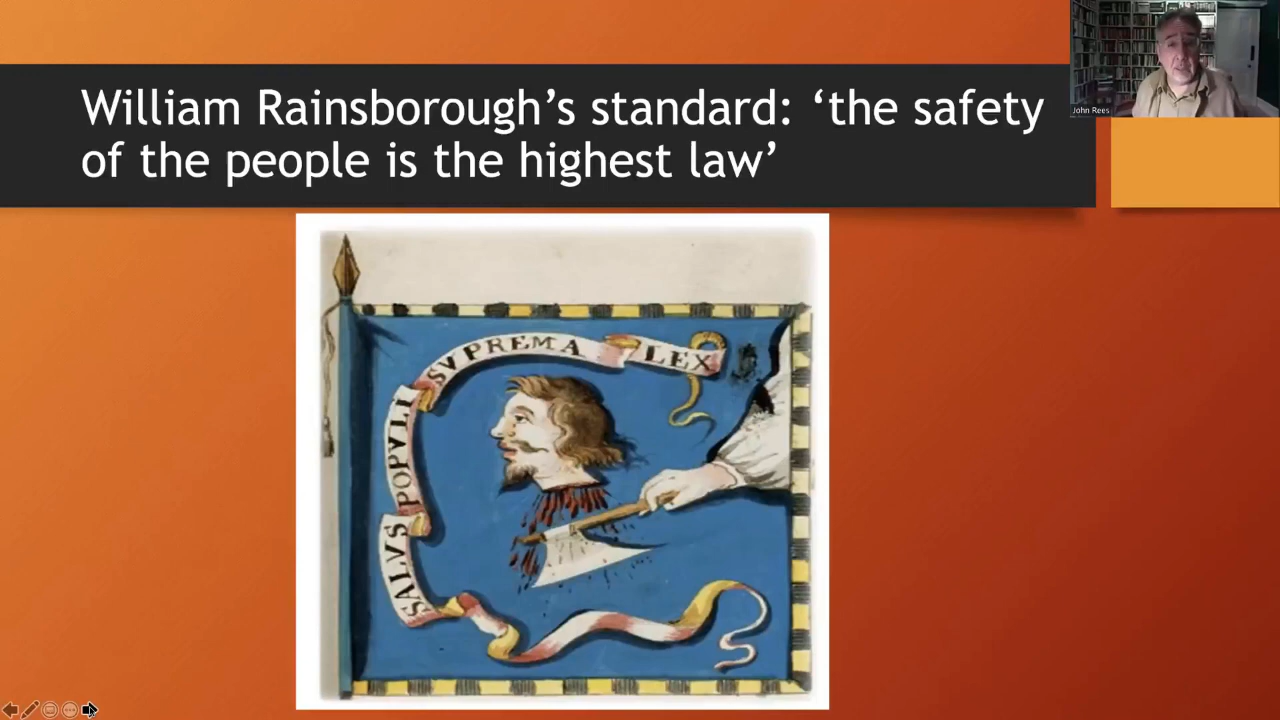 William Rainsborough’s standard: ‘the safety
of the people is the highest law’
John Rees
SALVS POPVLI SVPREMA LEX